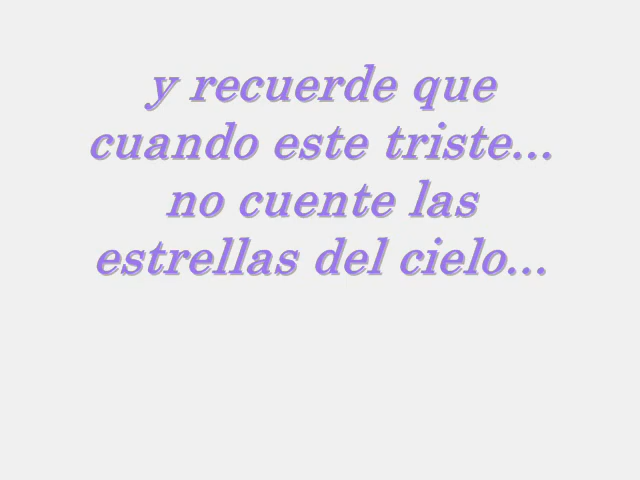 y recuerde que
cuando este triste...
no cuente las
estrellas del cielo...